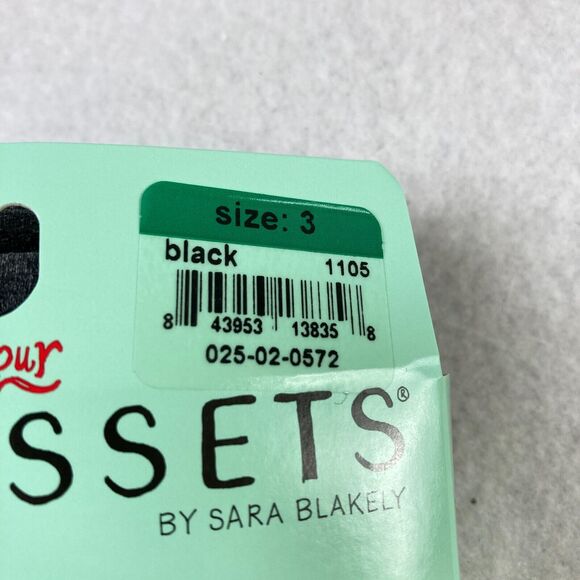 size: 3
black 1105
8 43953 13835 8
025-02-0572
our
SSETS®
BY SARA BLAKELY